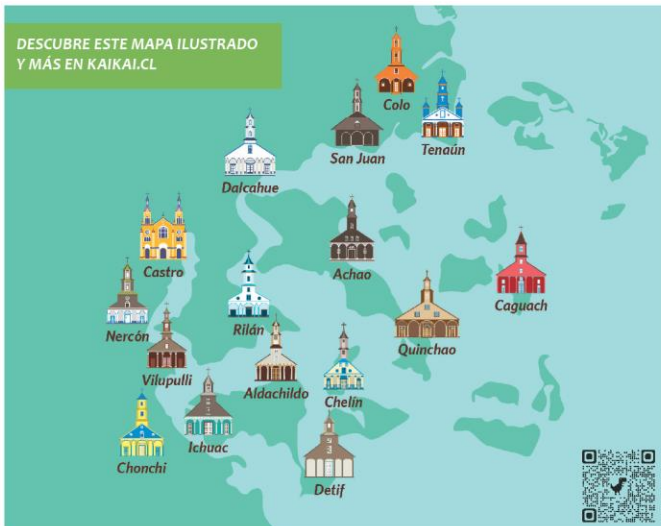 DESCUBRE ESTE MAPA ILUSTRADO
Y MÁS EN KAIKAI.CL
Colo
San Juan
Tenaún
Dalcahue
Castro
Achao
Caguach
Nercón
Rilán
Quinchao
Vilupulli
Aldachildo
Chelín
Ichuac
Chonchi
Detif